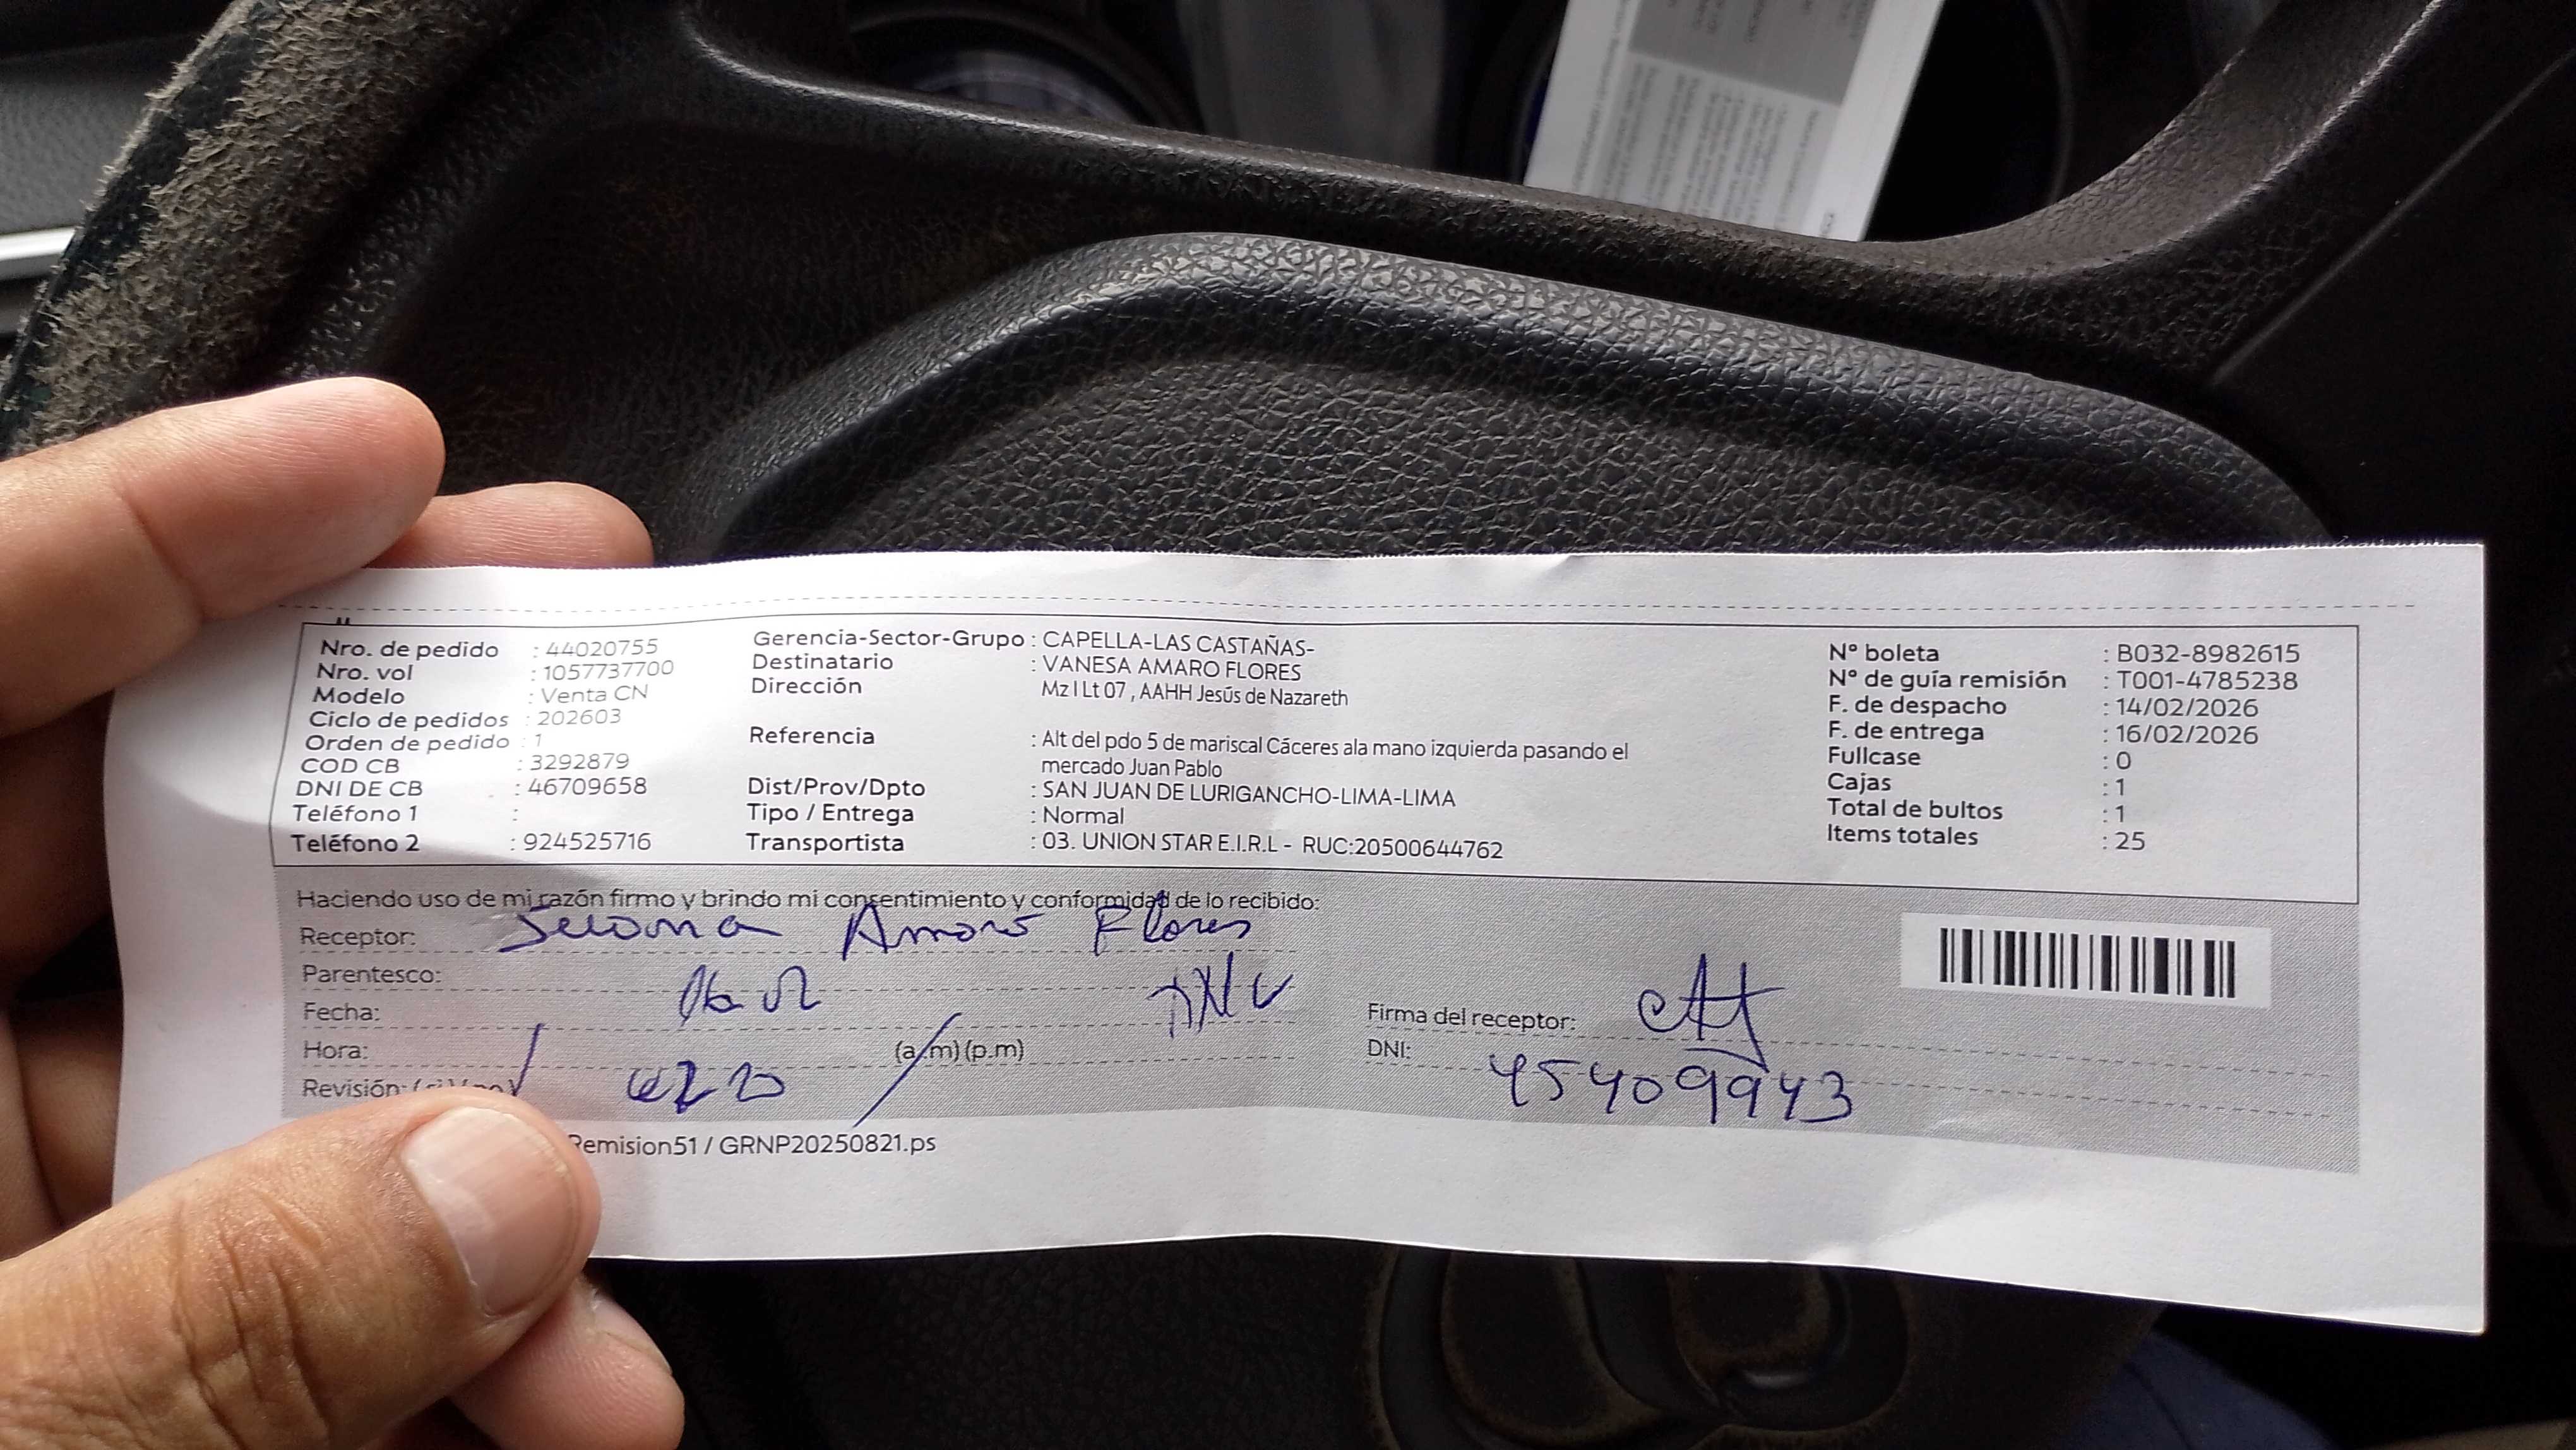 Nro. de pedido : 44020755
Nro. vol : 1057737700
Modelo : Venta CN
Ciclo de pedidos : 202603
Orden de pedido : 1
COD CB : 3292879
DNI DE CB : 46709658
Teléfono 1 :
Teléfono 2 : 924525716
Gerencia-Sector-Grupo : CAPELLA-LAS CASTAÑAS-
Destinatario : VANESA AMARO FLORES
Dirección Mz I Lt 07 , AAHH Jesús de Nazareth
Referencia : Alt del pdo 5 de mariscal Cáceres ala mano izquierda pasando el
mercado Juan Pablo
Dist/Prov/Dpto : SAN JUAN DE LURIGANCHO-LIMA-LIMA
Tipo / Entrega : Normal
Transportista : 03. UNION STAR E.I.R.L - RUC:20500644762
N° boleta : B032-8982615
N° de guía remisión : T001-4785238
F. de despacho : 14/02/2026
F. de entrega : 16/02/2026
Fullcase : 0
Cajas : 1
Total de bultos : 1
Items totales : 25
Haciendo uso de mi razón firmo y brindo mi consentimiento y conformidad de lo recibido:
Receptor: Amaro Flores
Parentesco:
Fecha:
Hora: (a.m) (p.m)
Revisión:
Firma del receptor:
DNI: 45409943
Remision51 / GRNP20250821.ps